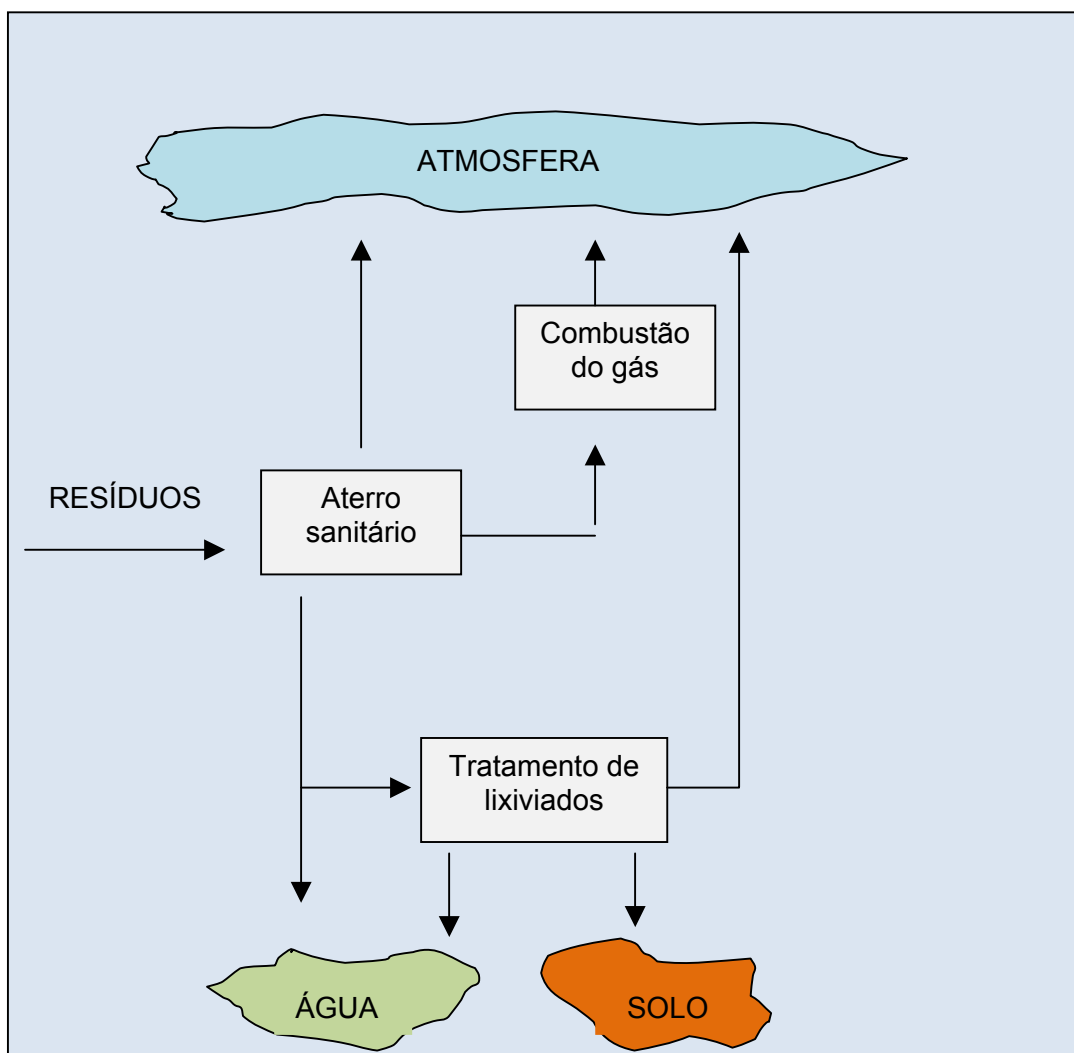 ATMOSFERA
Combustão
do gás
RESÍDUOS
Aterro
sanitário
Tratamento de
lixiviados
ÁGUA
SOLO